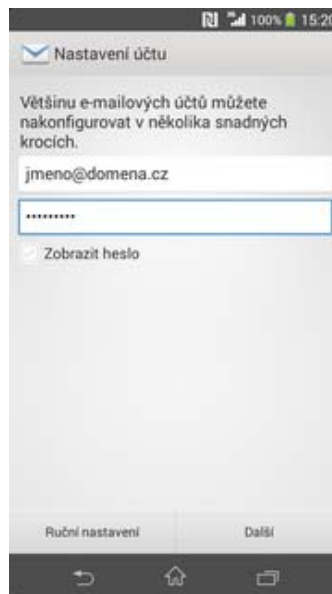 100% 15:20
Nastavení účtu
Většinu e-mailových účtů můžete
nakonfigurovat v několika snadných
krocích.
jmeno@domena.cz
•••••••••
Zobrazit heslo
Ruční nastavení Další